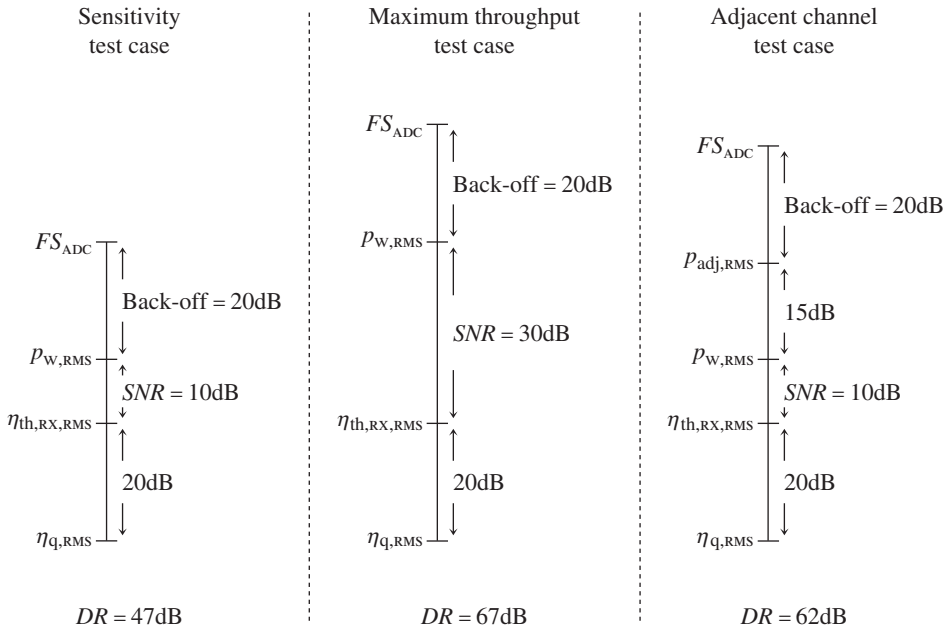 Sensitivity
test case
FS_ADC
Back-off = 20dB
p_W,RMS
SNR = 10dB
η_th,RX,RMS
20dB
η_q,RMS
DR = 47dB
Maximum throughput
test case
FS_ADC
Back-off = 20dB
p_W,RMS
SNR = 30dB
η_th,RX,RMS
20dB
η_q,RMS
DR = 67dB
Adjacent channel
test case
FS_ADC
Back-off = 20dB
p_adj,RMS
15dB
p_W,RMS
SNR = 10dB
η_th,RX,RMS
20dB
η_q,RMS
DR = 62dB